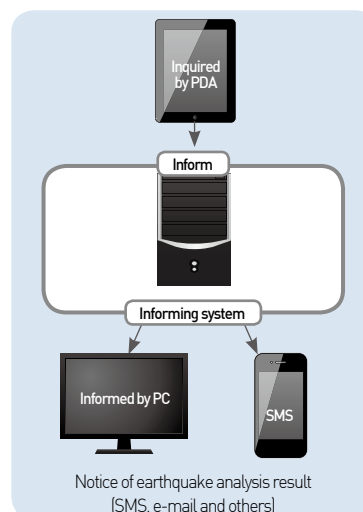 Inquired
by PDA
Inform
Informing system
Informed by PC
SMS
Notice of earthquake analysis result
(SMS, e-mail and others)